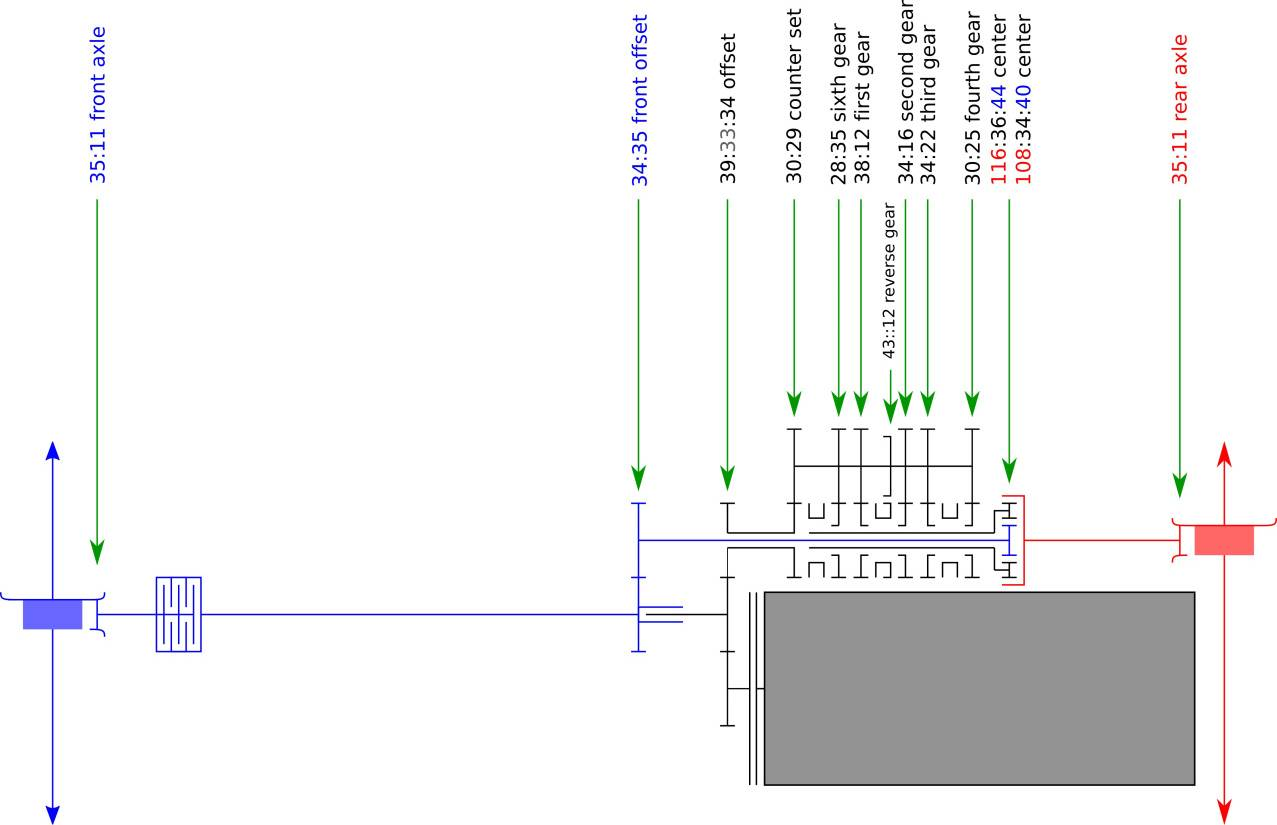 35:11 front axle
34:35 front offset
39:33:34 offset
30:29 counter set
28:35 sixth gear
38:12 first gear
43::12 reverse gear
34:16 second gear
34:22 third gear
30:25 fourth gear
116:36:44 center
108:34:40 center
35:11 rear axle